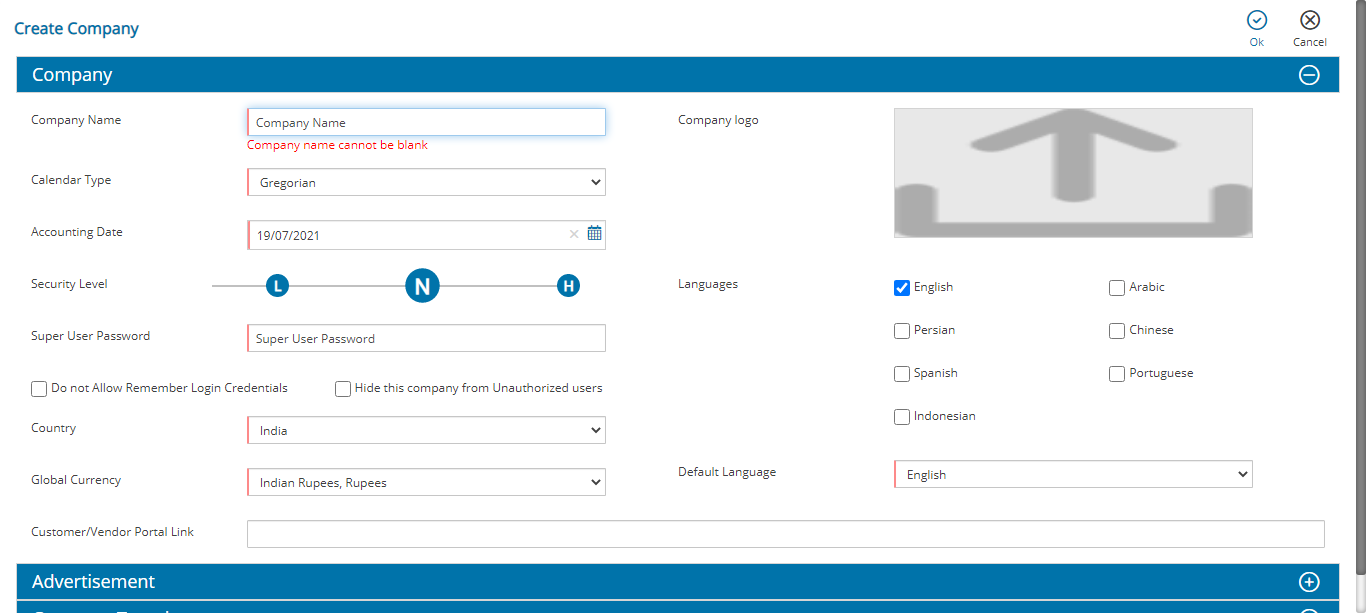 Create Company
Ok
Cancel
Company
Company Name
Company Name
Company name cannot be blank
Company logo
Calendar Type
Gregorian
Accounting Date
19/07/2021
Security Level
L
N
H
Languages
English
Arabic
Persian
Chinese
Spanish
Portuguese
Indonesian
Super User Password
Super User Password
Do not Allow Remember Login Credentials
Hide this company from Unauthorized users
Country
India
Global Currency
Indian Rupees, Rupees
Default Language
English
Customer/Vendor Portal Link
Advertisement